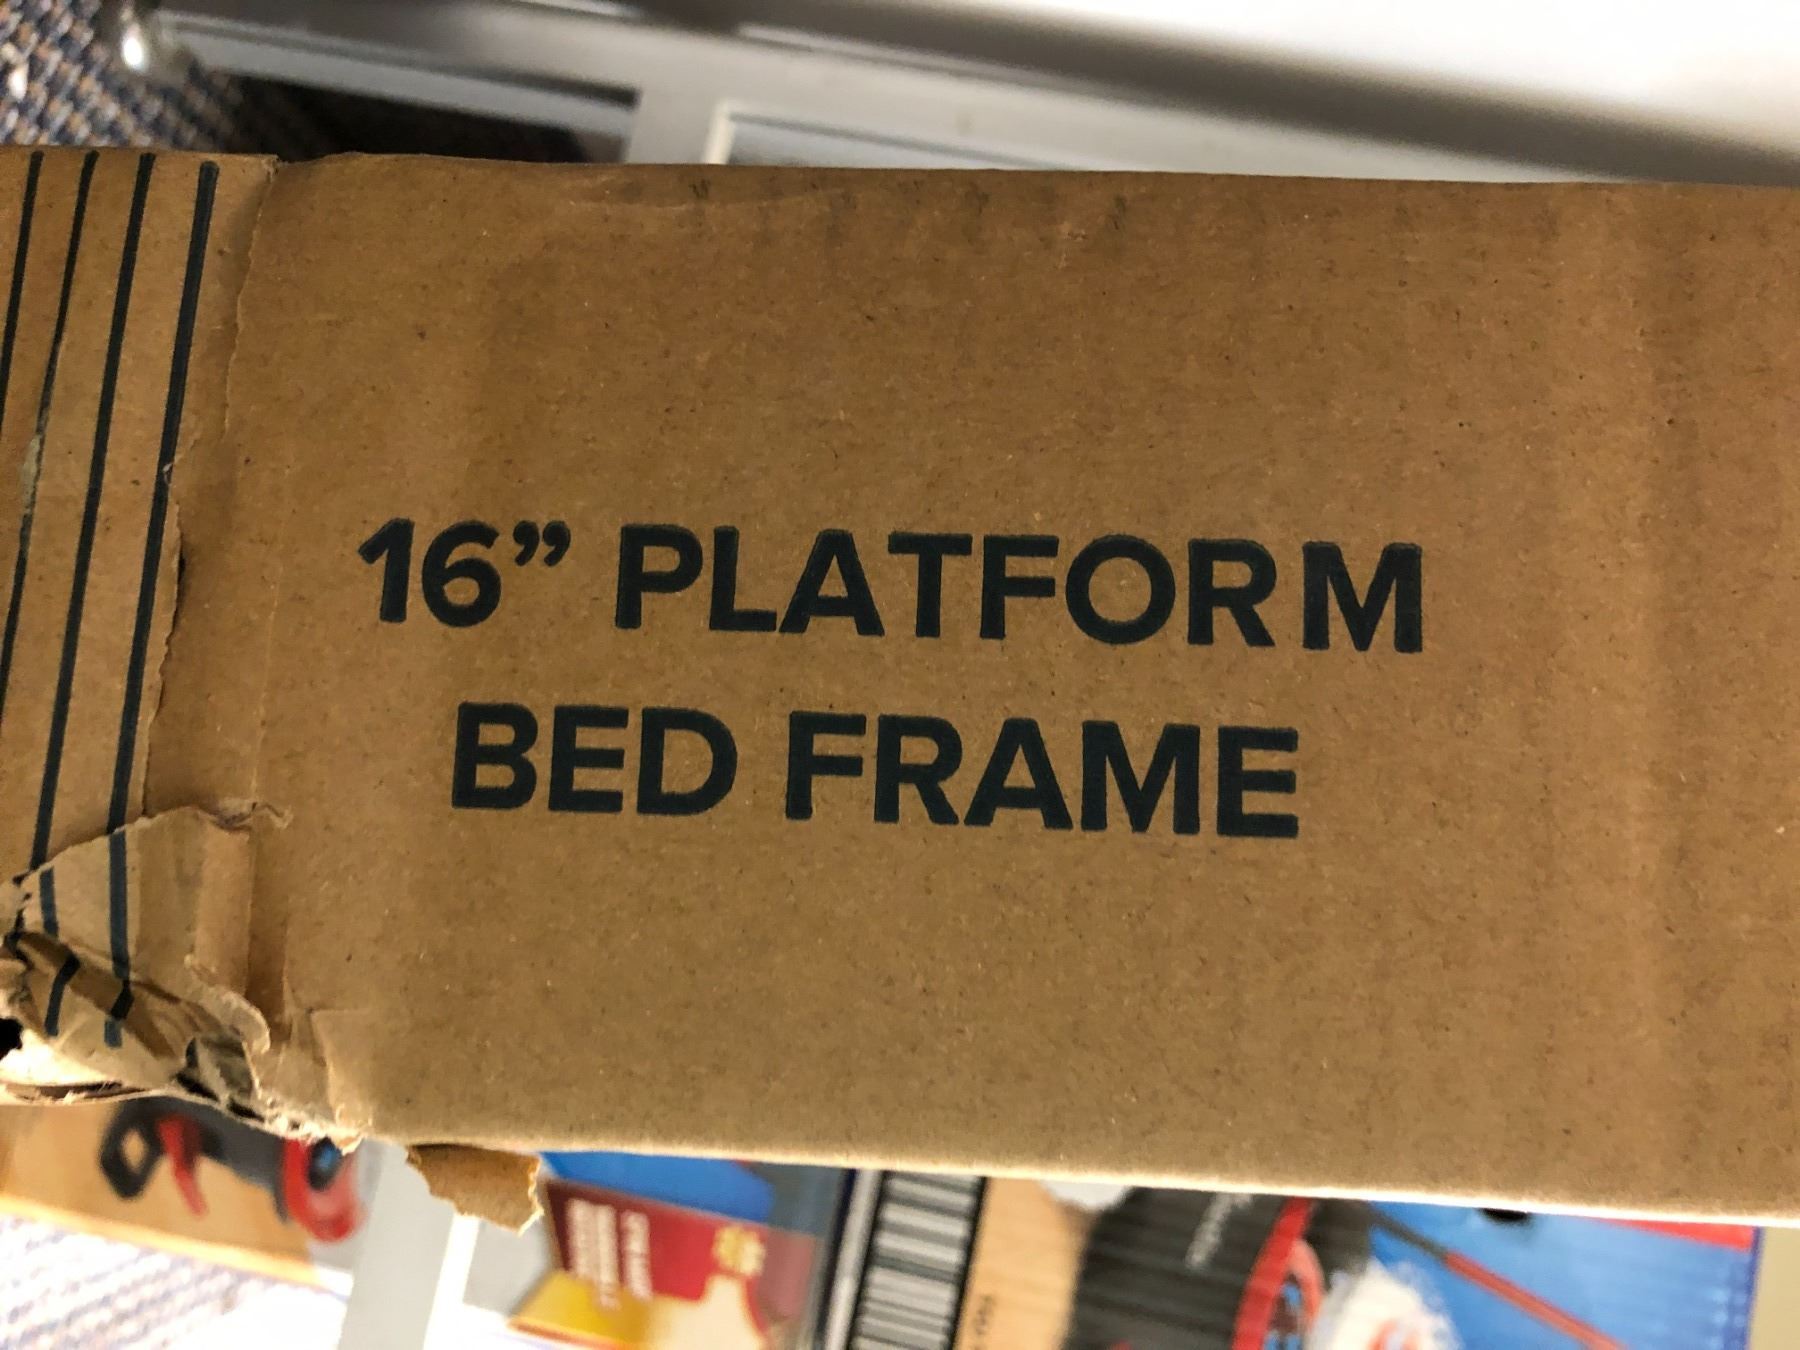 16” PLATFORM
BED FRAME